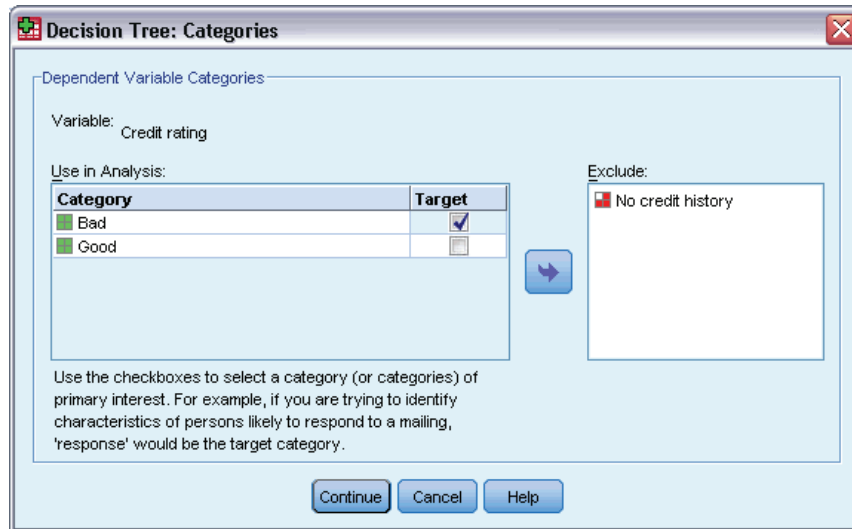 Decision Tree: Categories
Dependent Variable Categories
Variable: Credit rating
Use in Analysis:
Category Target
Bad
Good
Exclude:
No credit history
Use the checkboxes to select a category (or categories) of
primary interest. For example, if you are trying to identify
characteristics of persons likely to respond to a mailing,
'response' would be the target category.
Continue Cancel Help